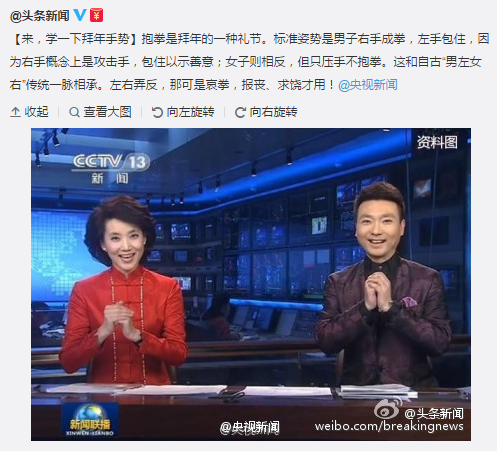 @头条新闻
【来，学一下拜年手势】抱拳是拜年的一种礼节。标准姿势是男子右手成拳，左手包住，因
为右手概念上是攻击手，包住以示善意；女子则相反，但只压手不抱拳。这和自古“男左女
右”传统一脉相承。左右弄反，那可是哀拳，报丧、求饶才用！@央视新闻
收起 查看大图 向左旋转 向右旋转
CCTV 13
新闻
资料图
新闻联播
XINWEN-LIANBO
@央视新闻
@央视新闻
@头条新闻
weibo.com/breakingnews